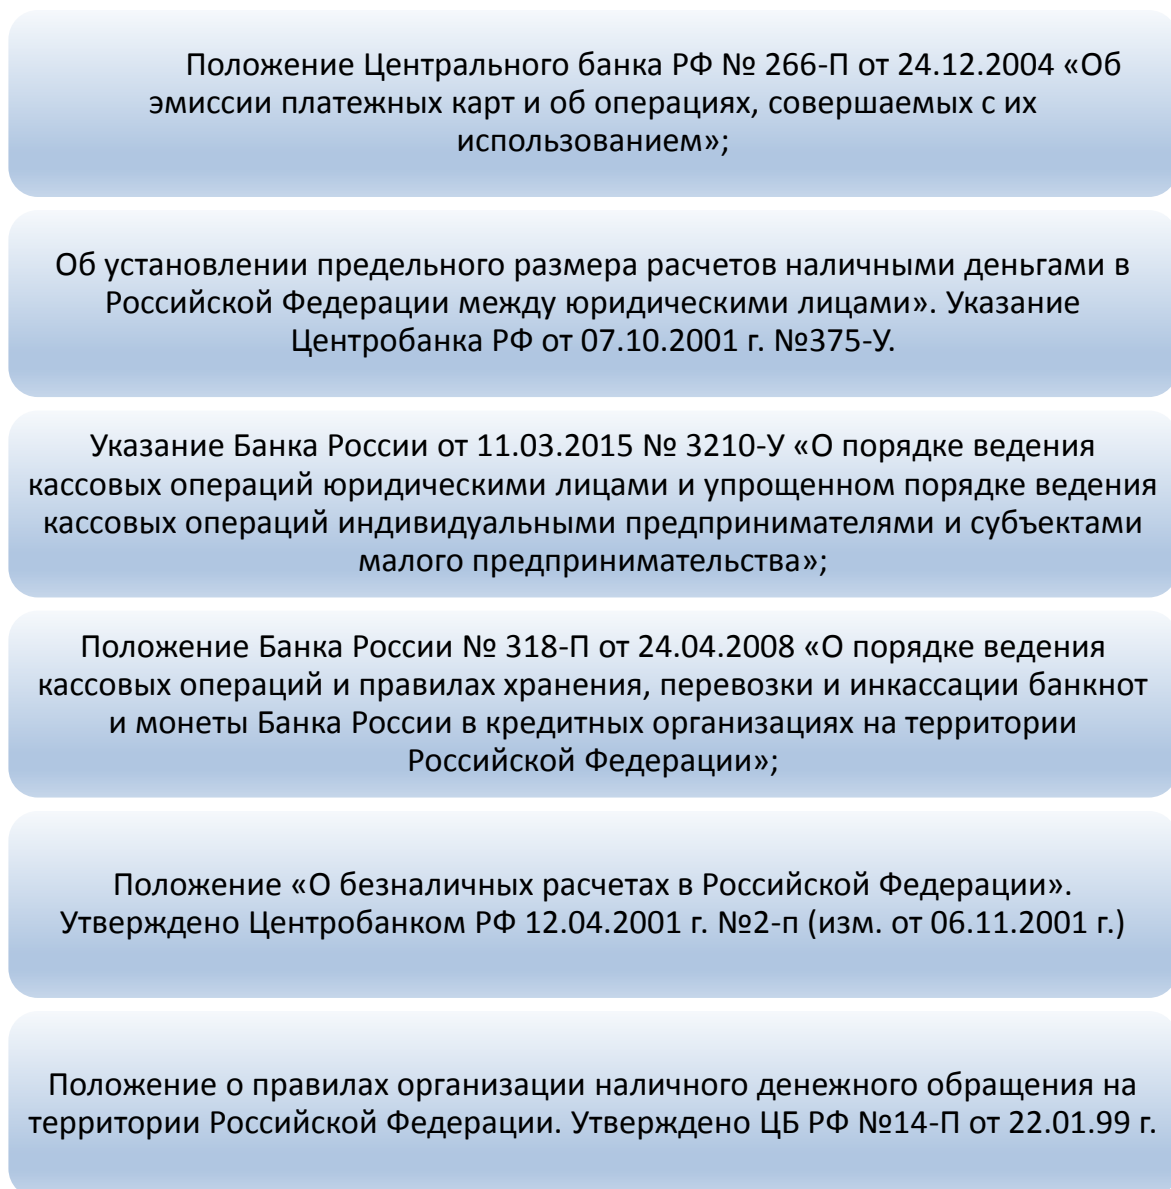 Положение Центрального банка РФ № 266-П от 24.12.2004 «Об
эмиссии платежных карт и об операциях, совершаемых с их
использованием»;
Об установлении предельного размера расчетов наличными деньгами в
Российской Федерации между юридическими лицами». Указание
Центробанка РФ от 07.10.2001 г. №375-У.
Указание Банка России от 11.03.2015 № 3210-У «О порядке ведения
кассовых операций юридическими лицами и упрощенном порядке ведения
кассовых операций индивидуальными предпринимателями и субъектами
малого предпринимательства»;
Положение Банка России № 318-П от 24.04.2008 «О порядке ведения
кассовых операций и правилах хранения, перевозки и инкассации банкнот
и монеты Банка России в кредитных организациях на территории
Российской Федерации»;
Положение «О безналичных расчетах в Российской Федерации».
Утверждено Центробанком РФ 12.04.2001 г. №2-п (изм. от 06.11.2001 г.)
Положение о правилах организации наличного денежного обращения на
территории Российской Федерации. Утверждено ЦБ РФ №14-П от 22.01.99 г.